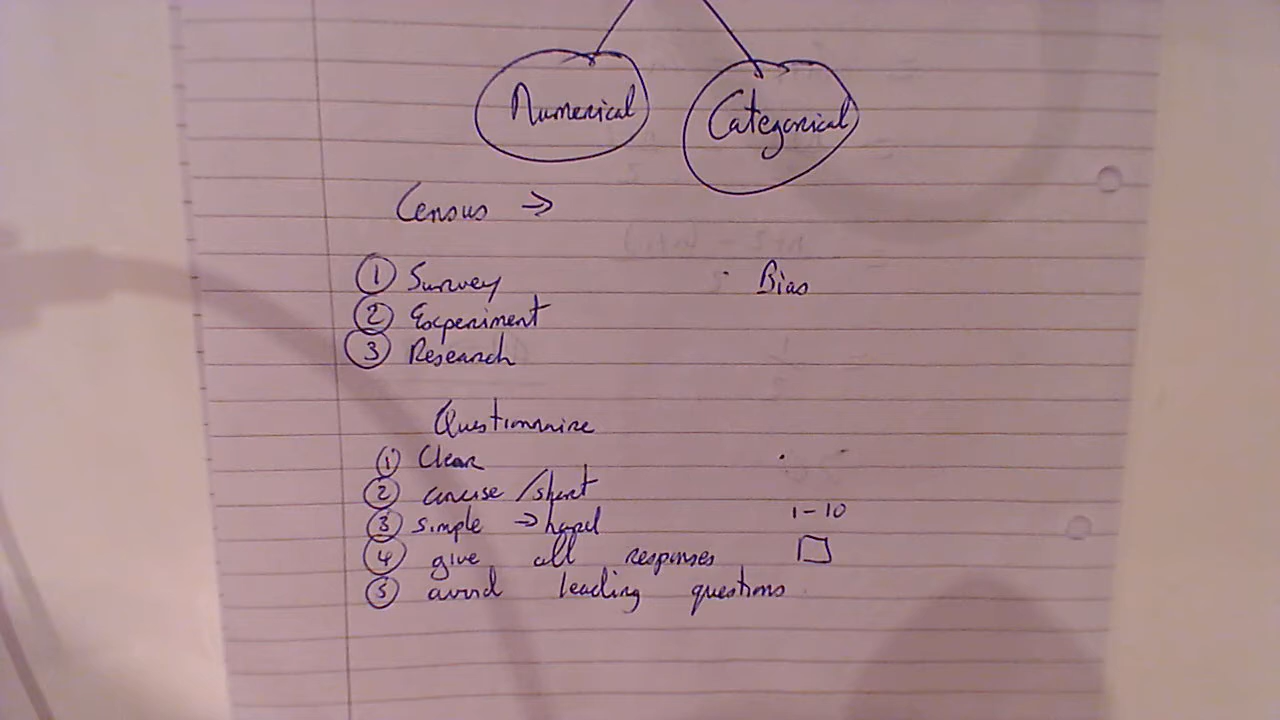 Numerical Categorical
Census →
① Survey Bias
② Experiment
③ Research
Questionnaire
① Clear
② concise /short
③ simple → hard
1-10
④ give all responses
⑤ avoid leading questions